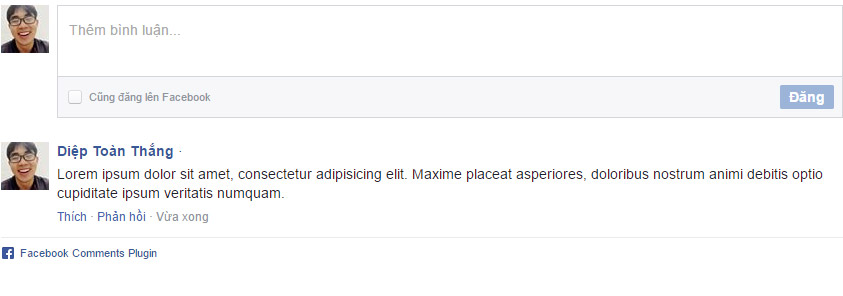 Thêm bình luận...
Cũng đăng lên Facebook
Đăng
Diệp Toàn Thắng ·
Lorem ipsum dolor sit amet, consectetur adipisicing elit. Maxime placeat asperiores, doloribus nostrum animi debitis optio
cupiditate ipsum veritatis numquam.
Thích · Phản hồi · Vừa xong
Facebook Comments Plugin